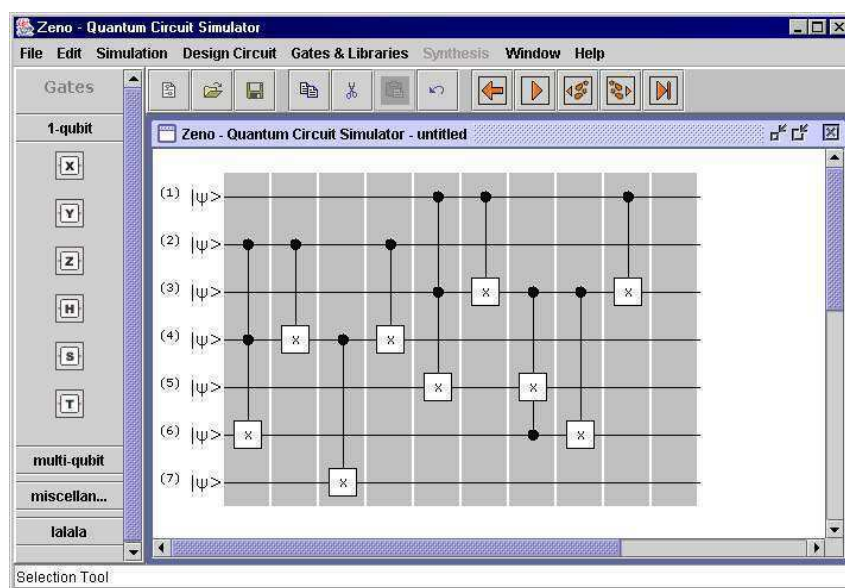 Zeno - Quantum Circuit Simulator
File Edit Simulation Design Circuit Gates & Libraries Synthesis Window Help
Gates
1-qubit
X
Y
Z
H
S
T
multi-qubit
miscellan...
lalala
Zeno - Quantum Circuit Simulator - untitled
(1) |ψ>
(2) |ψ>
(3) |ψ> x x
(4) |ψ> x x
(5) |ψ> x x
(6) |ψ> x x
(7) |ψ> x
Selection Tool